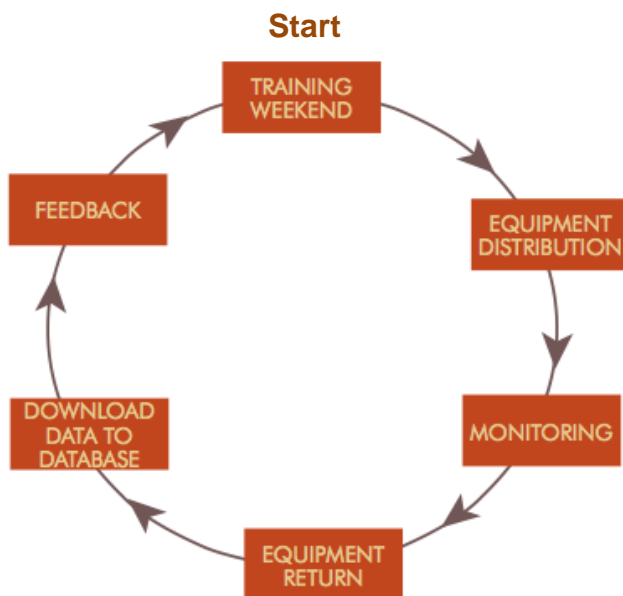 Start
TRAINING
WEEKEND
EQUIPMENT
DISTRIBUTION
MONITORING
EQUIPMENT
RETURN
DOWNLOAD
DATA TO
DATABASE
FEEDBACK